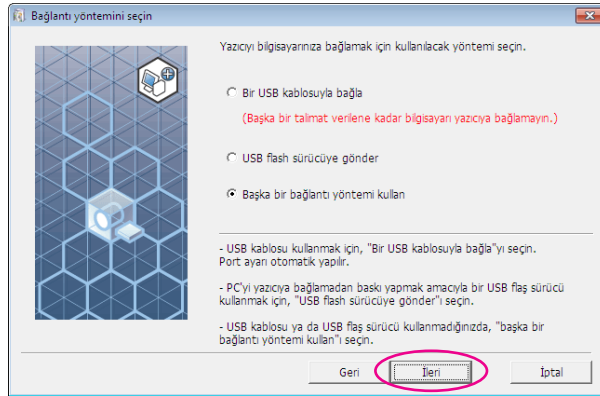 Bağlantı yöntemini seçin
Yazıcıyı bilgisayarınıza bağlamak için kullanılacak yöntemi seçin.
Bir USB kablosuyla bağla
(Başka bir talimat verilene kadar bilgisayarı yazıcıya bağlamayın.)
USB flash sürücüye gönder
Başka bir bağlantı yöntemi kullan
- USB kablosu kullanmak için, "Bir USB kablosuyla bağla"yı seçin.
Port ayarı otomatik yapılır.
- PC'yi yazıcıya bağlamadan baskı yapmak amacıyla bir USB flaş sürücü
kullanmak için, "USB flash sürücüye gönder"i seçin.
- USB kablosu ya da USB flaş sürücü kullanmadığınızda, "başka bir
bağlantı yöntemi kullan"ı seçin.
Geri İleri İptal